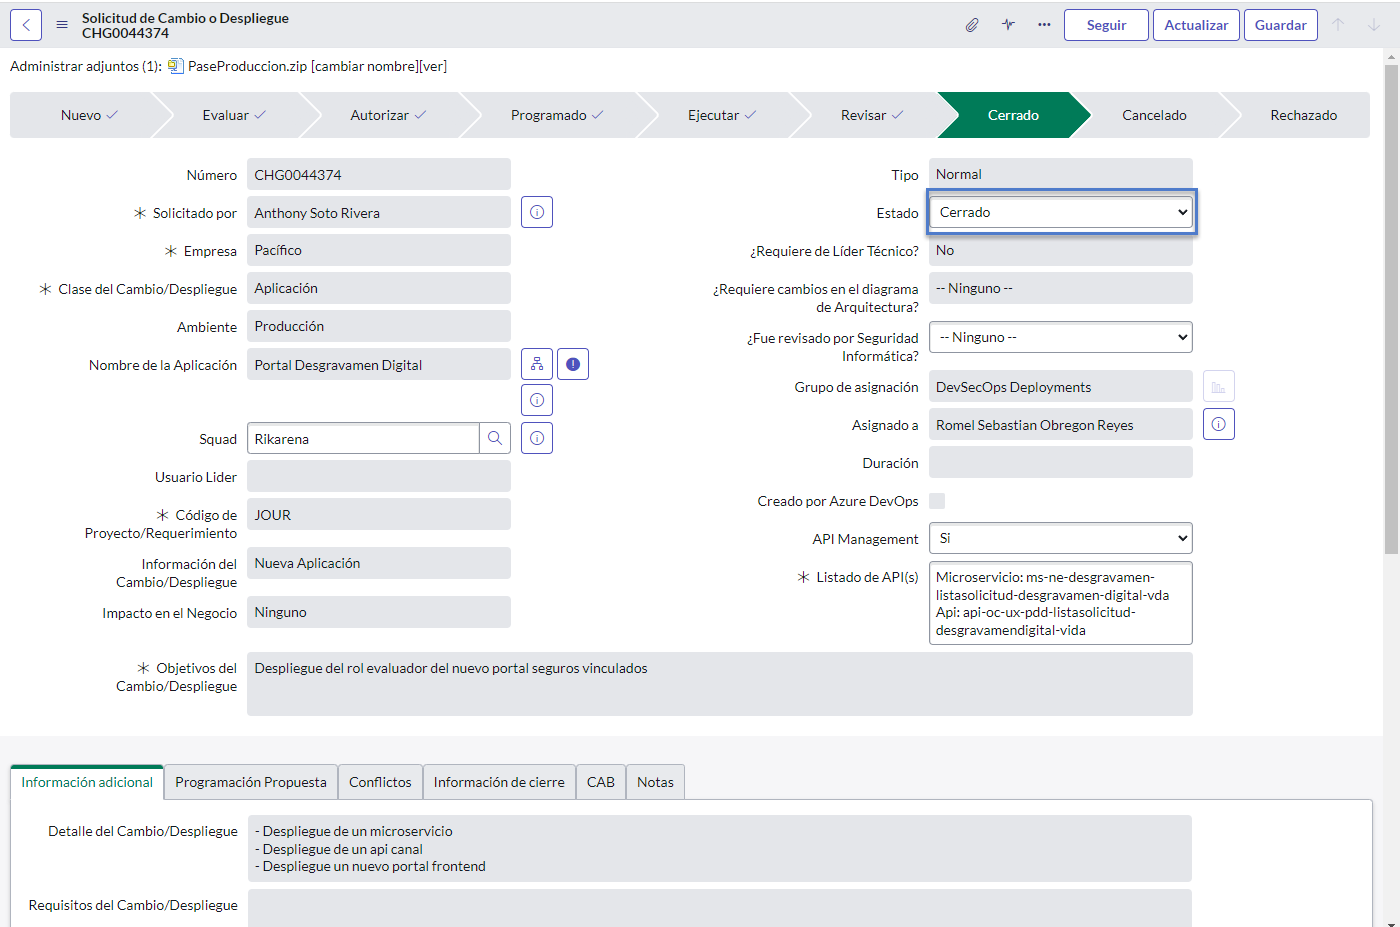 Solicitud de Cambio o Despliegue
CHG0044374
Seguir
Actualizar
Guardar
Administrar adjuntos (1): PaseProduccion.zip [cambiar nombre][ver]
Nuevo
Evaluar
Autorizar
Programado
Ejecutar
Revisar
Cerrado
Cancelado
Rechazado
Número CHG0044374
Solicitado por Anthony Soto Rivera
Empresa Pacífico
Clase del Cambio/Despliegue Aplicación
Ambiente Producción
Nombre de la Aplicación Portal Desgravamen Digital
Squad Rikarena
Usuario Lider
Código de
Proyecto/Requerimiento
JOUR
Información del
Cambio/Despliegue
Nueva Aplicación
Impacto en el Negocio Ninguno
Tipo Normal
Estado Cerrado
¿Requiere de Líder Técnico? No
¿Requiere cambios en el diagrama
de Arquitectura?
-- Ninguno --
¿Fue revisado por Seguridad
Informática?
-- Ninguno --
Grupo de asignación DevSecOps Deployments
Asignado a Romel Sebastian Obregon Reyes
Duración
Creado por Azure DevOps
API Management Si
Listado de API(s)
Microservicio: ms-ne-desgravamen-
listasolicitud-desgravamen-digital-vda
Api: api-oc-ux-pdd-listasolicitud-
desgravamendigital-vida
Objetivos del
Cambio/Despliegue
Despliegue del rol evaluador del nuevo portal seguros vinculados
Información adicional
Programación Propuesta
Conflictos
Información de cierre
CAB
Notas
Detalle del Cambio/Despliegue
- Despliegue de un microservicio
- Despliegue de un api canal
- Despliegue un nuevo portal frontend
Requisitos del Cambio/Despliegue